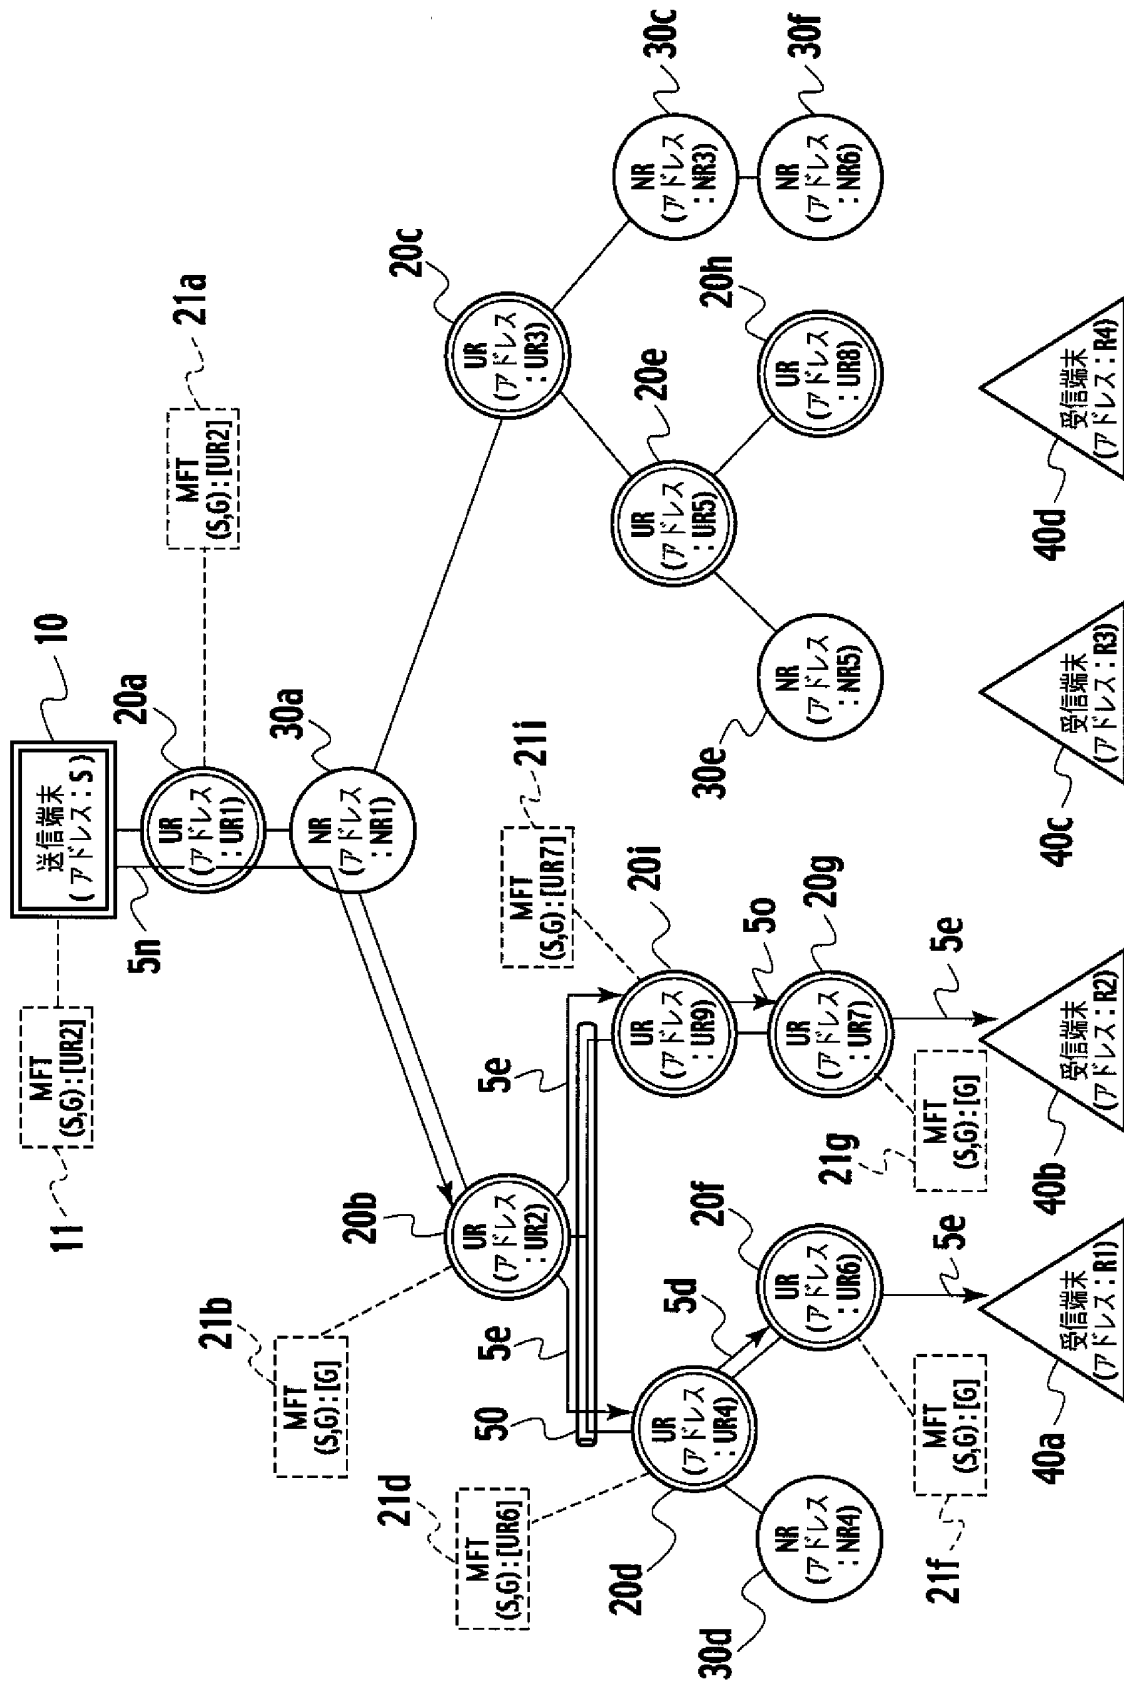 10
送信端末
(アドレス:S)
5n
MFT
(S,G):[UR2]
11
20a
UR
(アドレス
:UR1)
MFT
(S,G):[UR2]
21a
30a
NR
(アドレス
:NR1)
20b
UR
(アドレス
:UR2)
21b
MFT
(S,G):[G]
20c
UR
(アドレス
:UR3)
5e
5e
50
MFT
(S,G):[UR7]
21i
21d
MFT
(S,G):[UR6]
20d
UR
(アドレス
:UR4)
20i
UR
(アドレス
:UR9)
20e
UR
(アドレス
:UR5)
30c
NR
(アドレス
:NR3)
5d
5o
30d
NR
(アドレス
:NR4)
20f
UR
(アドレス
:UR6)
20g
UR
(アドレス
:UR7)
30e
NR
(アドレス
:NR5)
20h
UR
(アドレス
:UR8)
30f
NR
(アドレス
:NR6)
21f
MFT
(S,G):[G]
5e
21g
MFT
(S,G):[G]
5e
40a
受信端末
(アドレス:R1)
40b
受信端末
(アドレス:R2)
40c
受信端末
(アドレス:R3)
40d
受信端末
(アドレス:R4)